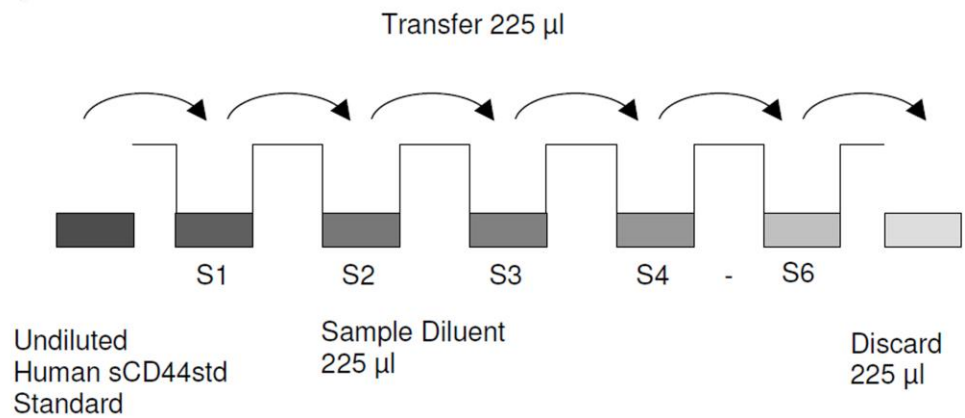 Transfer 225 µl
S1 S2 S3 S4 - S6
Undiluted
Human sCD44std
Standard
Sample Diluent
225 µl
Discard
225 µl